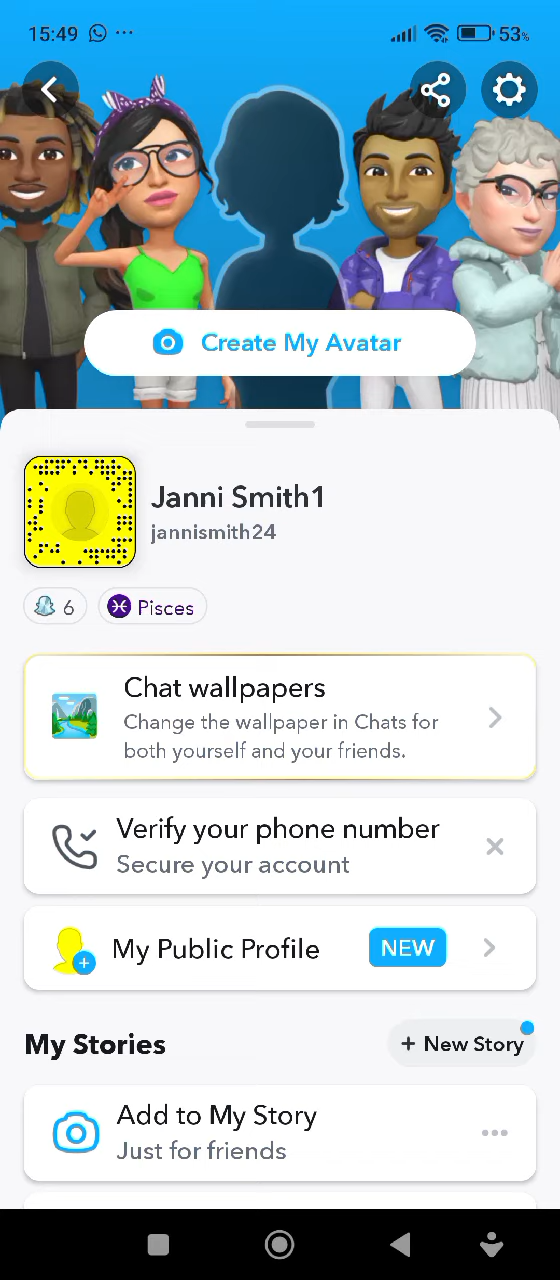 15:49 ... 53%
Create My Avatar
Janni Smith1
jannismith24
6 Pisces
Chat wallpapers
Change the wallpaper in Chats for
both yourself and your friends.
Verify your phone number
Secure your account
My Public Profile NEW
My Stories + New Story
Add to My Story
Just for friends